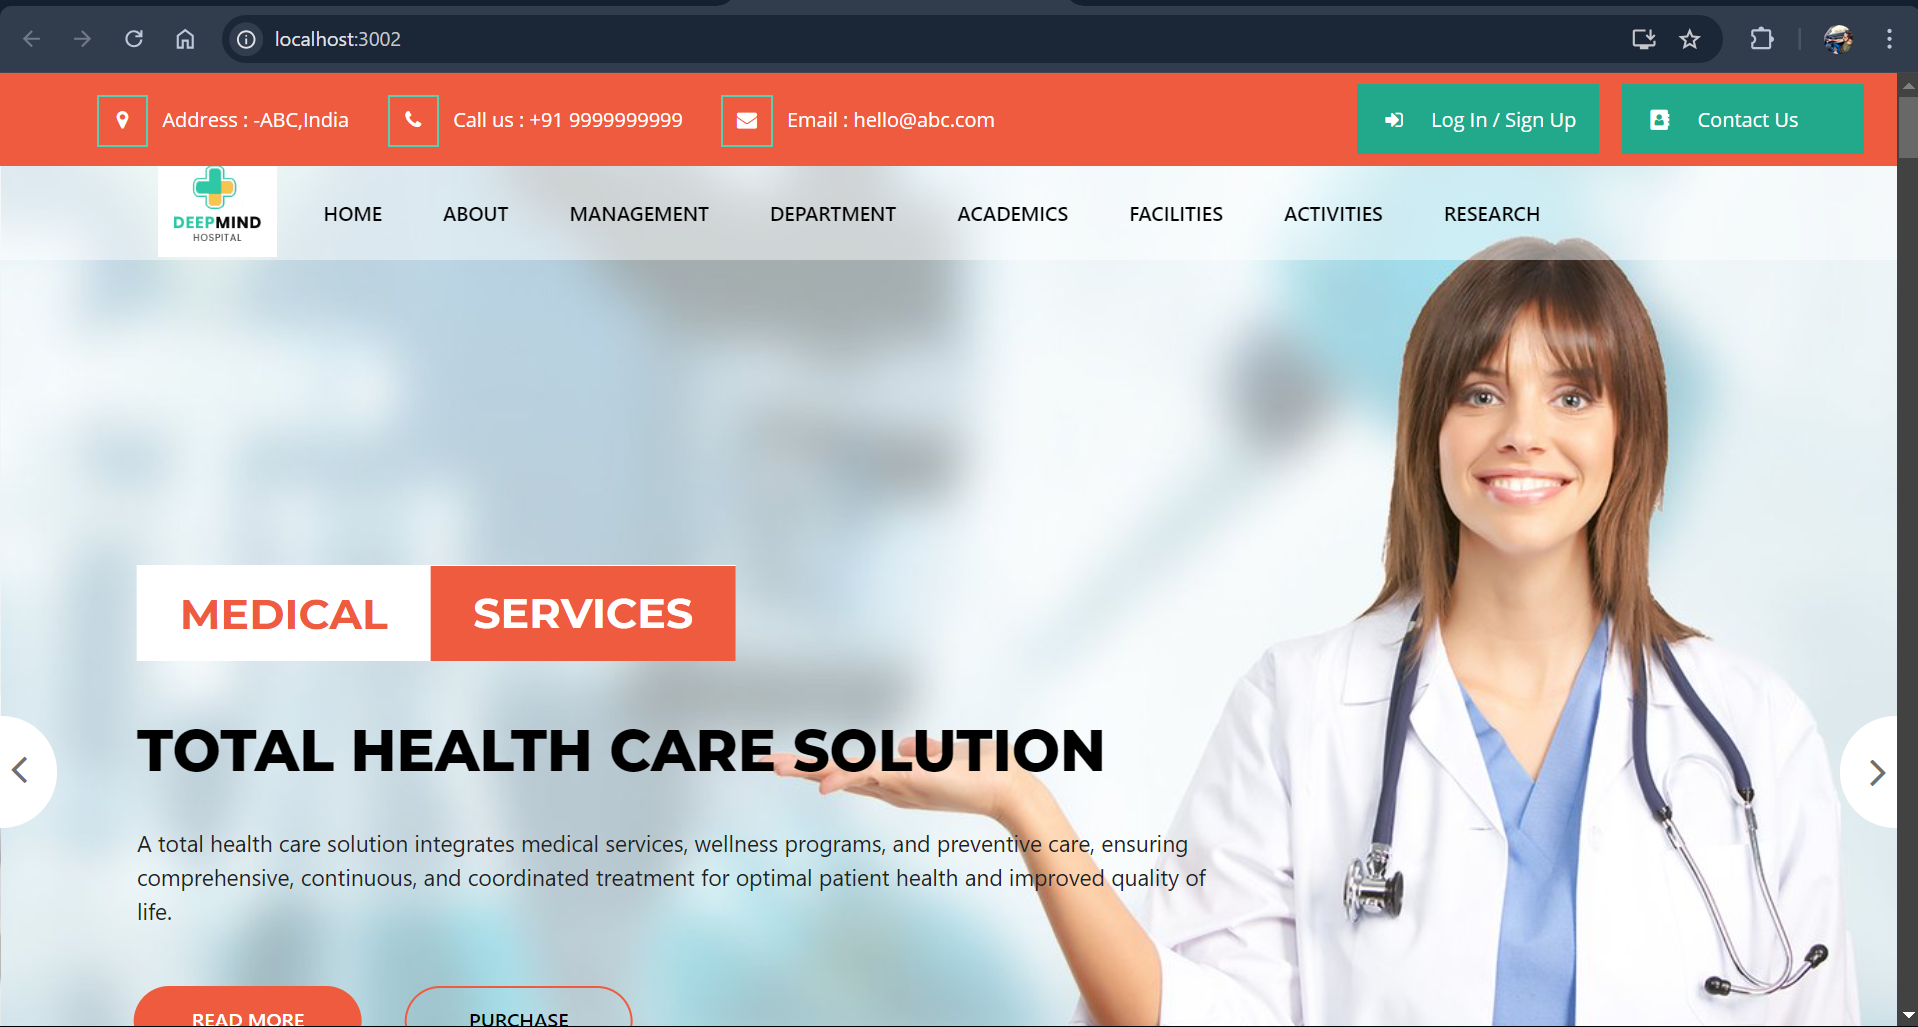 localhost:3002
Address : -ABC,India
Call us : +91 9999999999
Email : hello@abc.com
Log In / Sign Up
Contact Us
DEEPMIND
HOSPITAL
HOME
ABOUT
MANAGEMENT
DEPARTMENT
ACADEMICS
FACILITIES
ACTIVITIES
RESEARCH
MEDICAL SERVICES
TOTAL HEALTH CARE SOLUTION
A total health care solution integrates medical services, wellness programs, and preventive care, ensuring
comprehensive, continuous, and coordinated treatment for optimal patient health and improved quality of
life.
READ MORE
PURCHASE